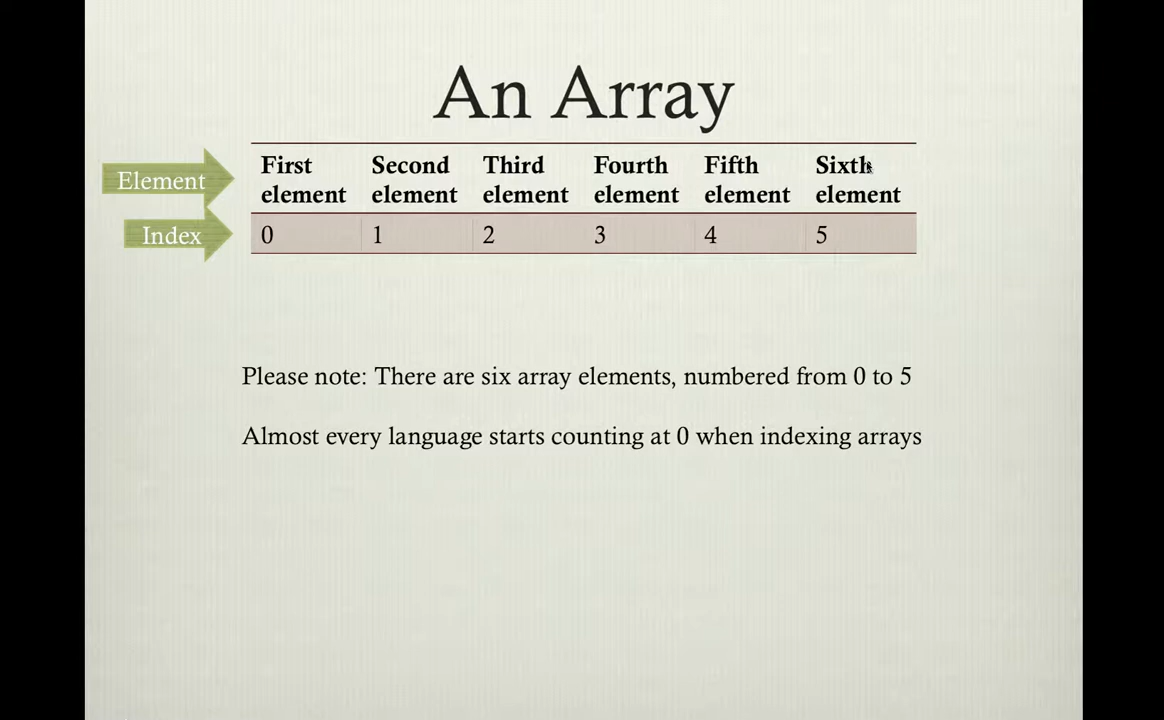 An Array
Element
First element
Second element
Third element
Fourth element
Fifth element
Sixth element
Index
0 1 2 3 4 5
Please note: There are six array elements, numbered from 0 to 5
Almost every language starts counting at 0 when indexing arrays